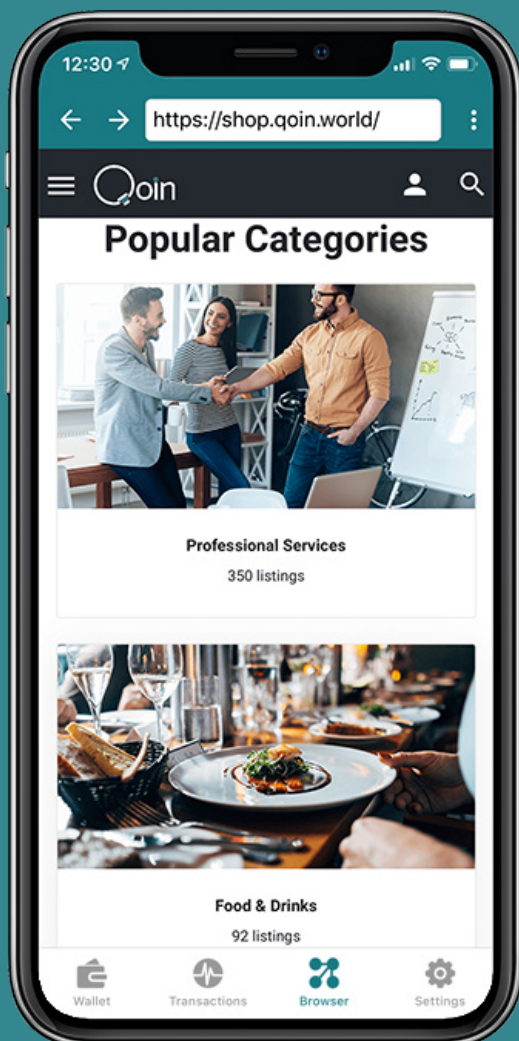 12:30
https://shop.qoin.world/
Qoin
Popular Categories
Professional Services
350 listings
Food & Drinks
92 listings
Wallet
Transactions
Browser
Settings